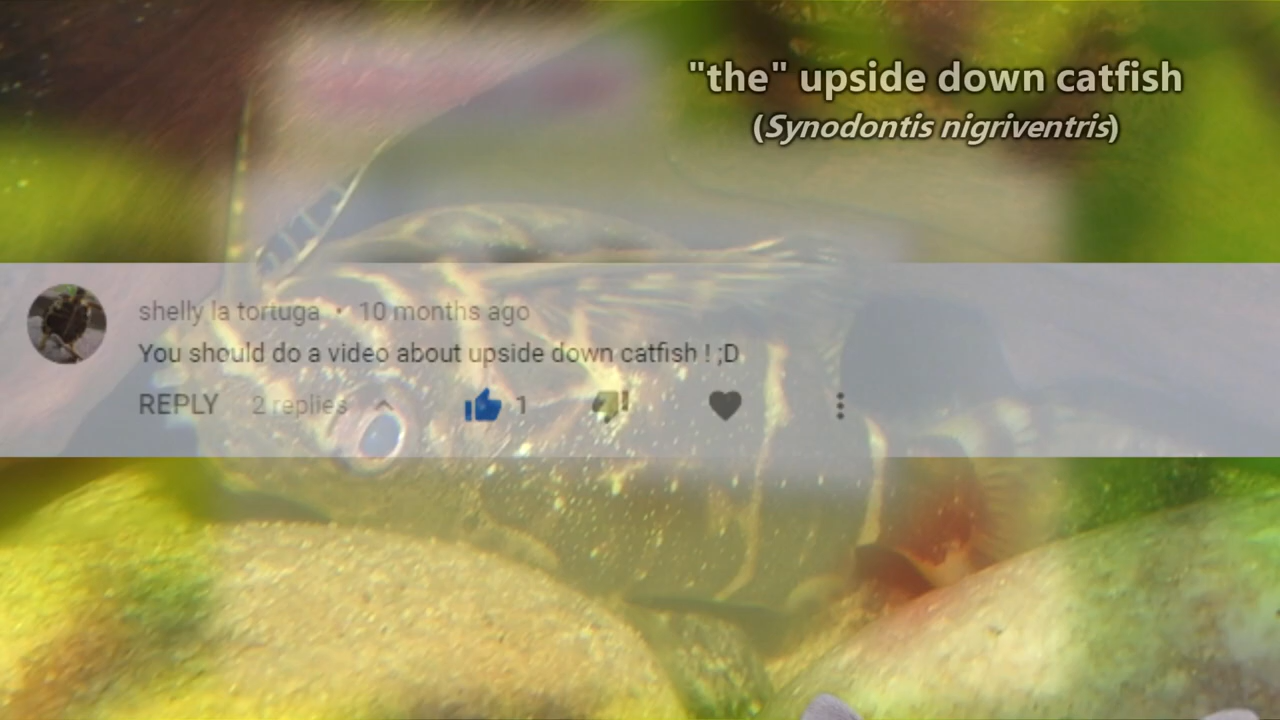 "the" upside down catfish
(Synodontis nigriventris)
shelly la tortuga • 10 months ago
You should do a video about upside down catfish ! ;D
REPLY 2 replies 1